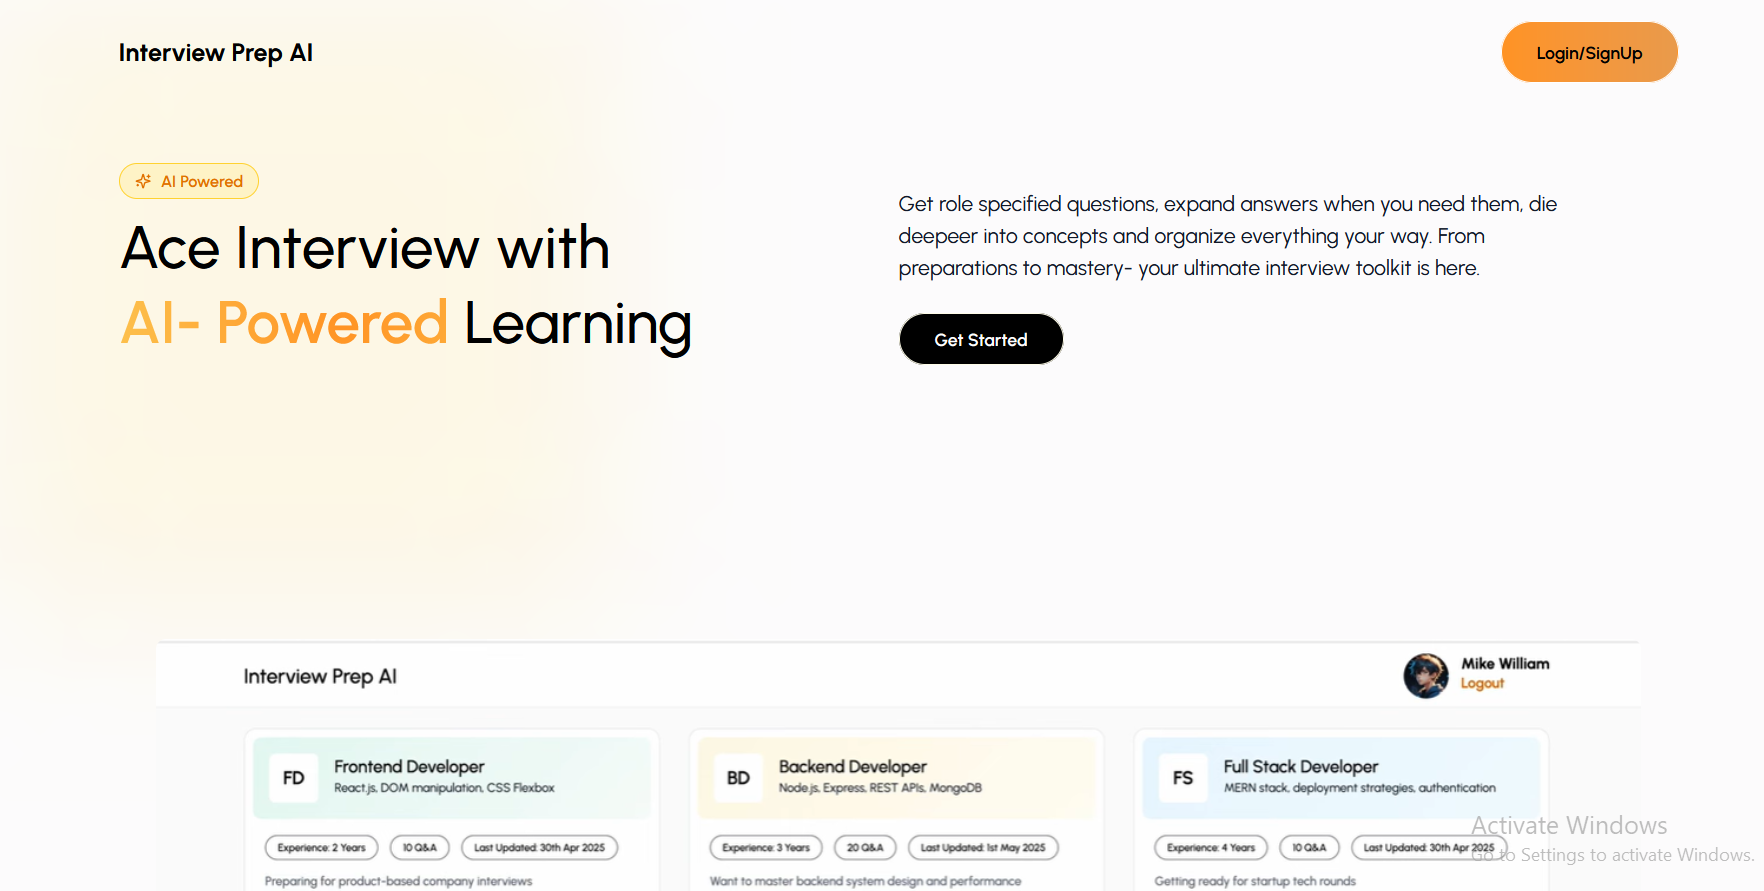 Interview Prep AI
Login/SignUp
AI Powered
Ace Interview with
AI- Powered Learning
Get role specified questions, expand answers when you need them, die
deepeer into concepts and organize everything your way. From
preparations to mastery- your ultimate interview toolkit is here.
Get Started
Interview Prep AI
Mike William
Logout
FD
Frontend Developer
React.js, DOM manipulation, CSS Flexbox
Experience: 2 Years
10 Q&A
Last Updated: 30th Apr 2025
Preparing for product-based company interviews
BD
Backend Developer
Node.js, Express, REST APIs, MongoDB
Experience: 3 Years
20 Q&A
Last Updated: 1st May 2025
Want to master backend system design and performance
FS
Full Stack Developer
MERN stack, deployment strategies, authentication
Experience: 4 Years
10 Q&A
Last Updated: 30th Apr 2025
Getting ready for startup tech rounds
Activate Windows
Go to Settings to activate Windows.